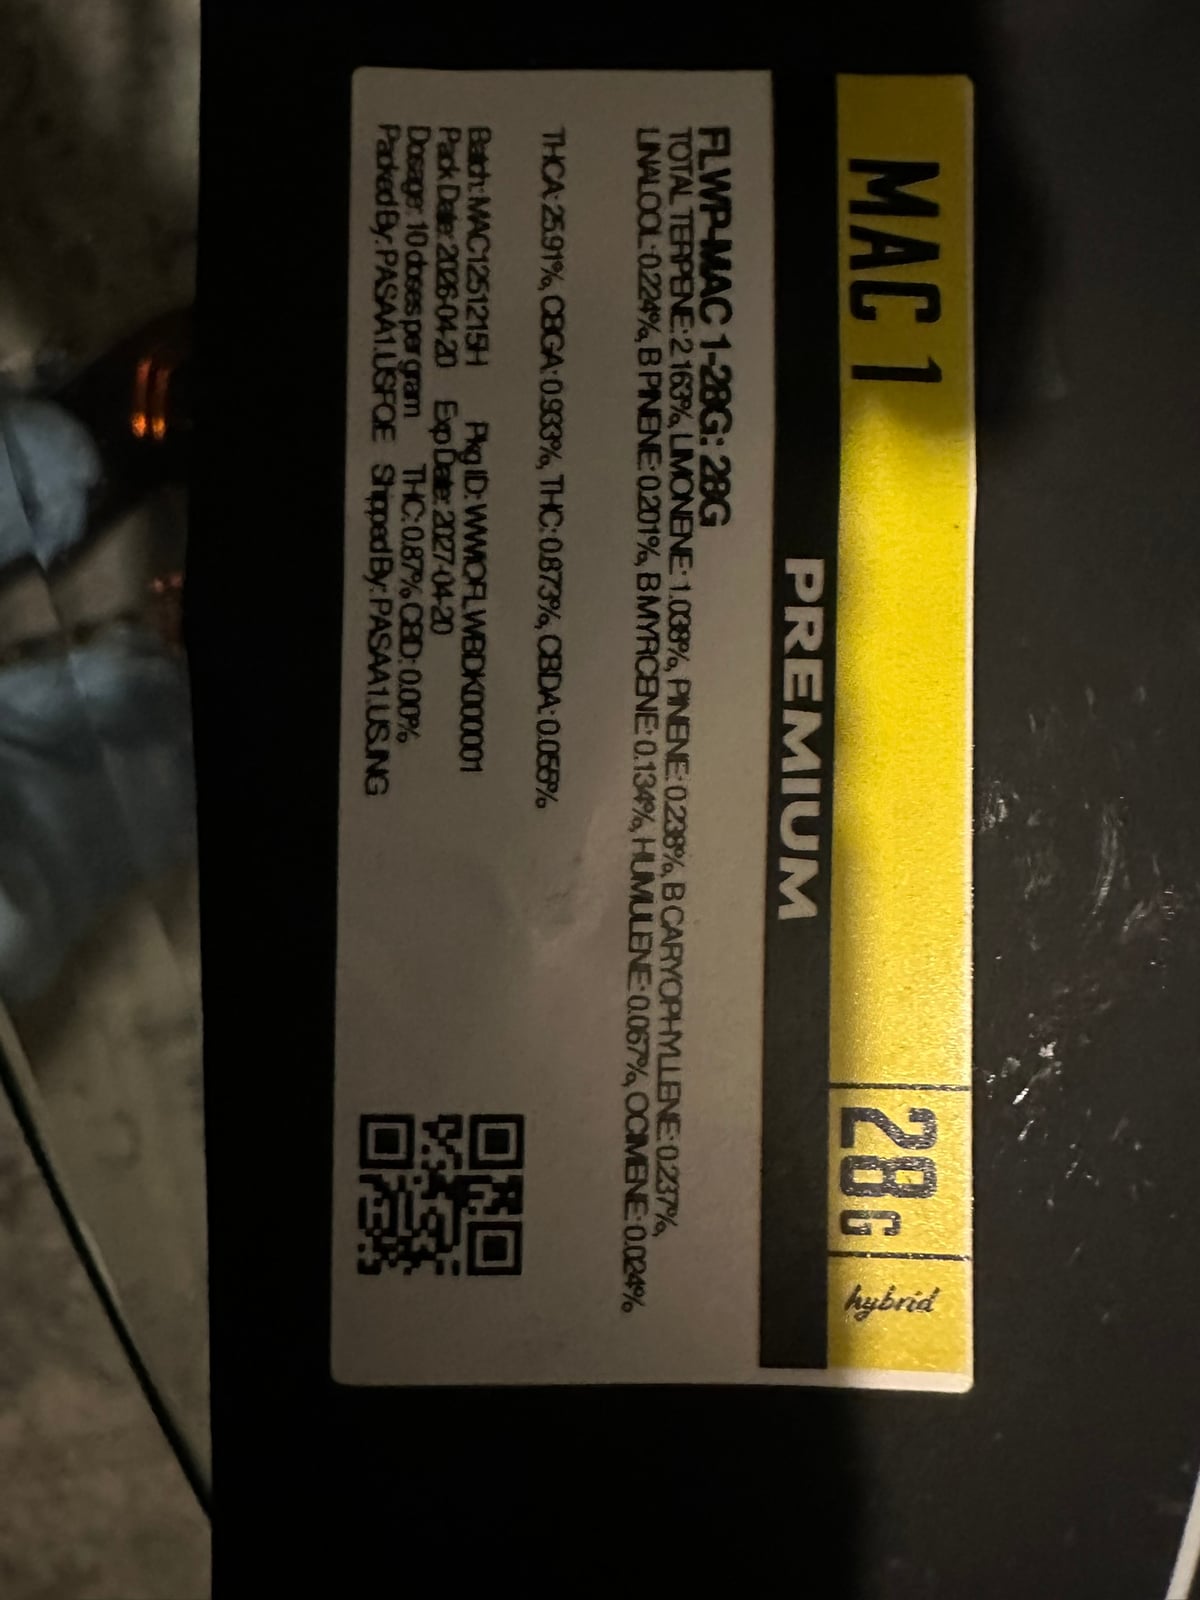 MAC 1
28G
hybrid
PREMIUM
FLWP-MAC 1-28G: 28G
TOTAL TERPENE: 2.163%, LIMONENE: 1.038%, PINENE: 0.238%, B CARYOPHYLLENE: 0.237%,
LINALOOL: 0.224%, B PINENE: 0.201%, B MYRCENE: 0.134%, HUMULENE: 0.067%, OCIMENE: 0.024%
THCA: 25.91%, CBGA: 0.933%, THC: 0.873%, CBDA: 0.058%
Batch: MAC1251215H Pkg ID: WWMOFLWBDK000001
Pack Date: 2026-04-20 Exp Date: 2027-04-20
Dosage: 10 doses per gram THC: 0.87% CBD: 0.00%
Packed By: PASAA1.USFQE Shipped By: PASAA1.USJNG